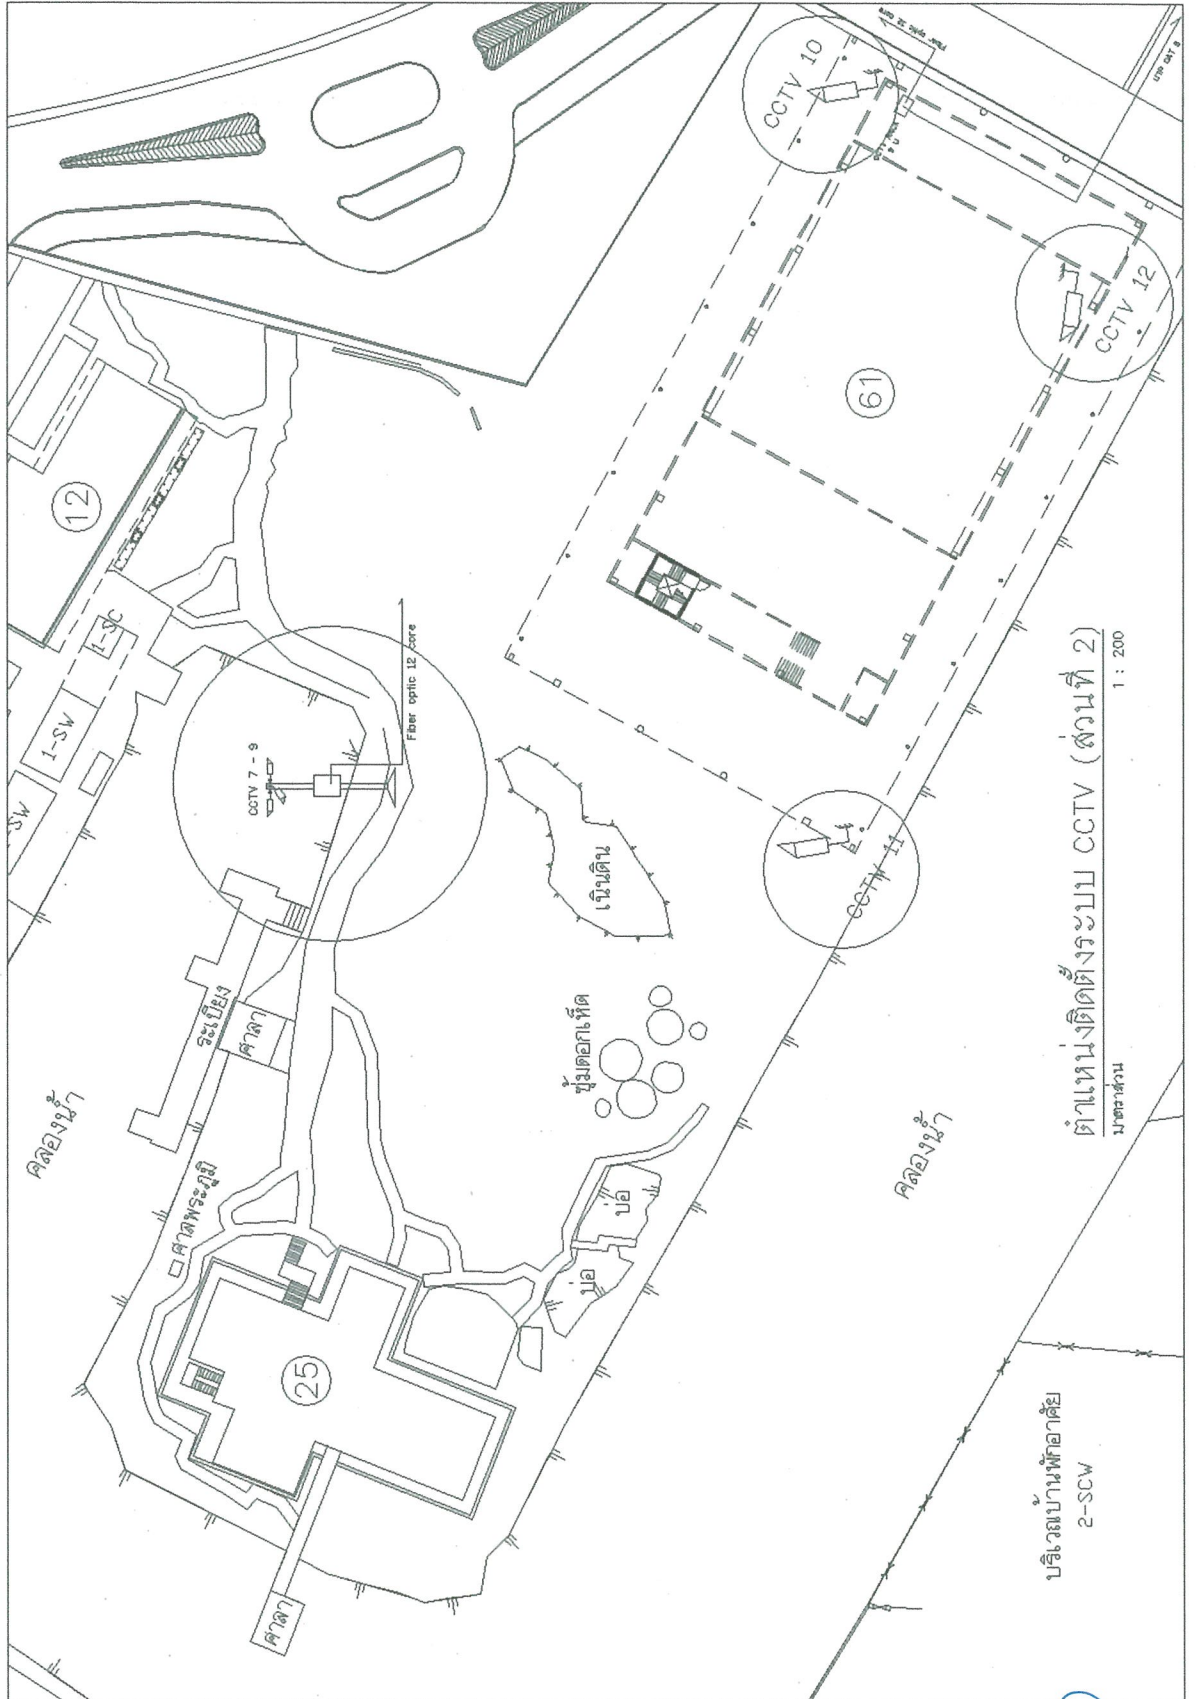 CCTV 10
Fiber optic 12 core
CCTV 12
61
12
1-SC
1-SW
-SW
CCTV 7 - 9
Fiber optic 12 core
CCTV 11
เนินดิน
ระเบียง
ศาลา
ซุ้มดอกเห็ด
คลองน้ำ
ศาลพระภูมิ
บ่อ
บ่อ
25
ศาลา
คลองน้ำ
บริเวณบ้านพักอาศัย
2-SCW
ตำแหน่งติดตั้งระบบ CCTV (ส่วนที่ 2)
มาตราส่วน 1 : 200